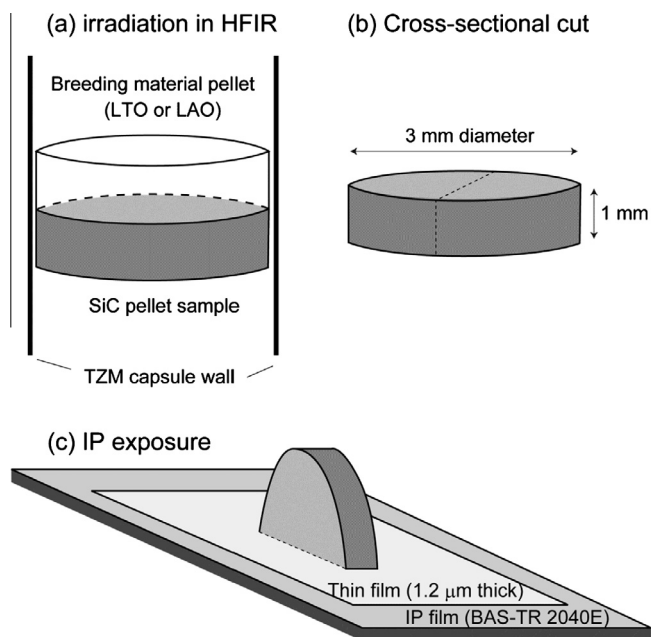 (a) irradiation in HFIR
Breeding material pellet
(LTO or LAO)
SiC pellet sample
TZM capsule wall
(b) Cross-sectional cut
3 mm diameter
1 mm
(c) IP exposure
Thin film (1.2 μm thick)
IP film (BAS-TR 2040E)